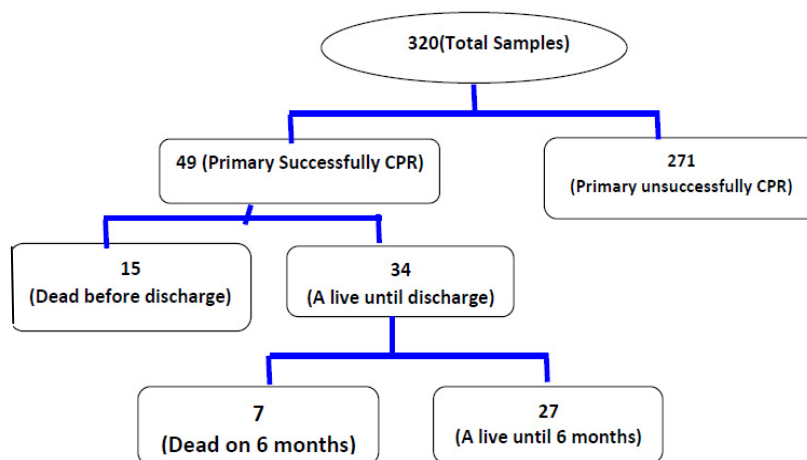 320(Total Samples)
49 (Primary Successfully CPR)
271
(Primary unsuccessfully CPR)
15
(Dead before discharge)
34
(A live until discharge)
7
(Dead on 6 months)
27
(A live until 6 months)